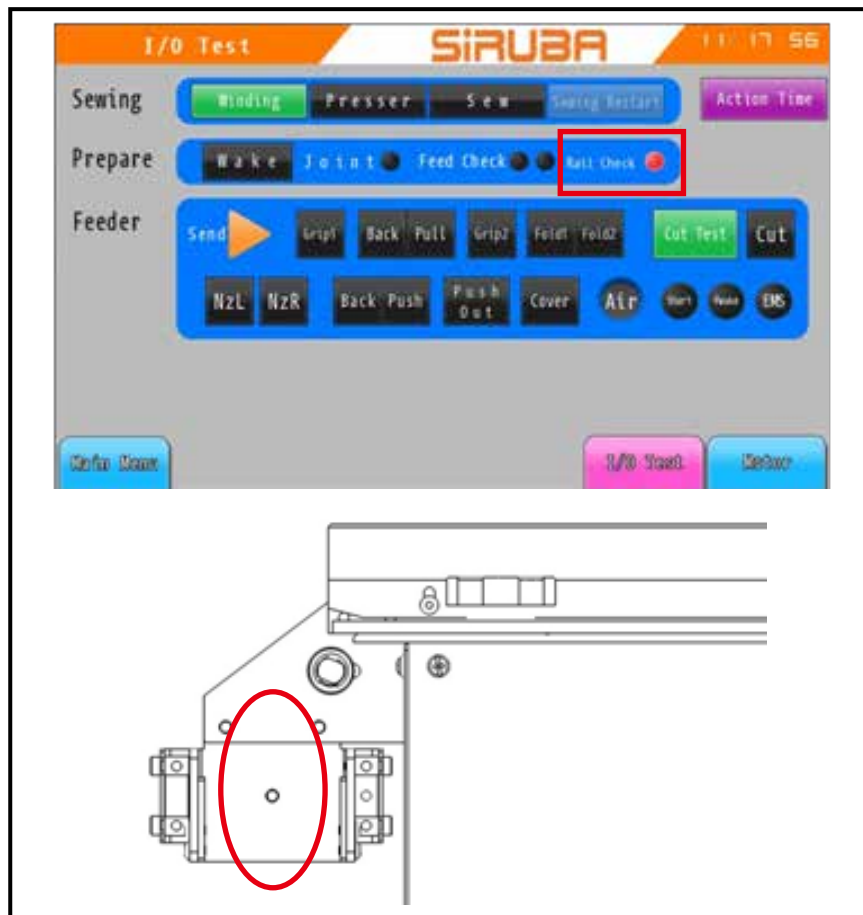 I/O Test SiRUBA 11 17 56
Sewing Winding Presser Sew Sewing Restart Action Time
Prepare Wake Joint Feed Check Rail Check
Feeder Send Grip1 Back Pull Grip2 Fold1 Fold2 Cut Test Cut
NzL NzR Back Push Push Out Cover Air Start Pause EMS
Main Menu I/O Test Motor